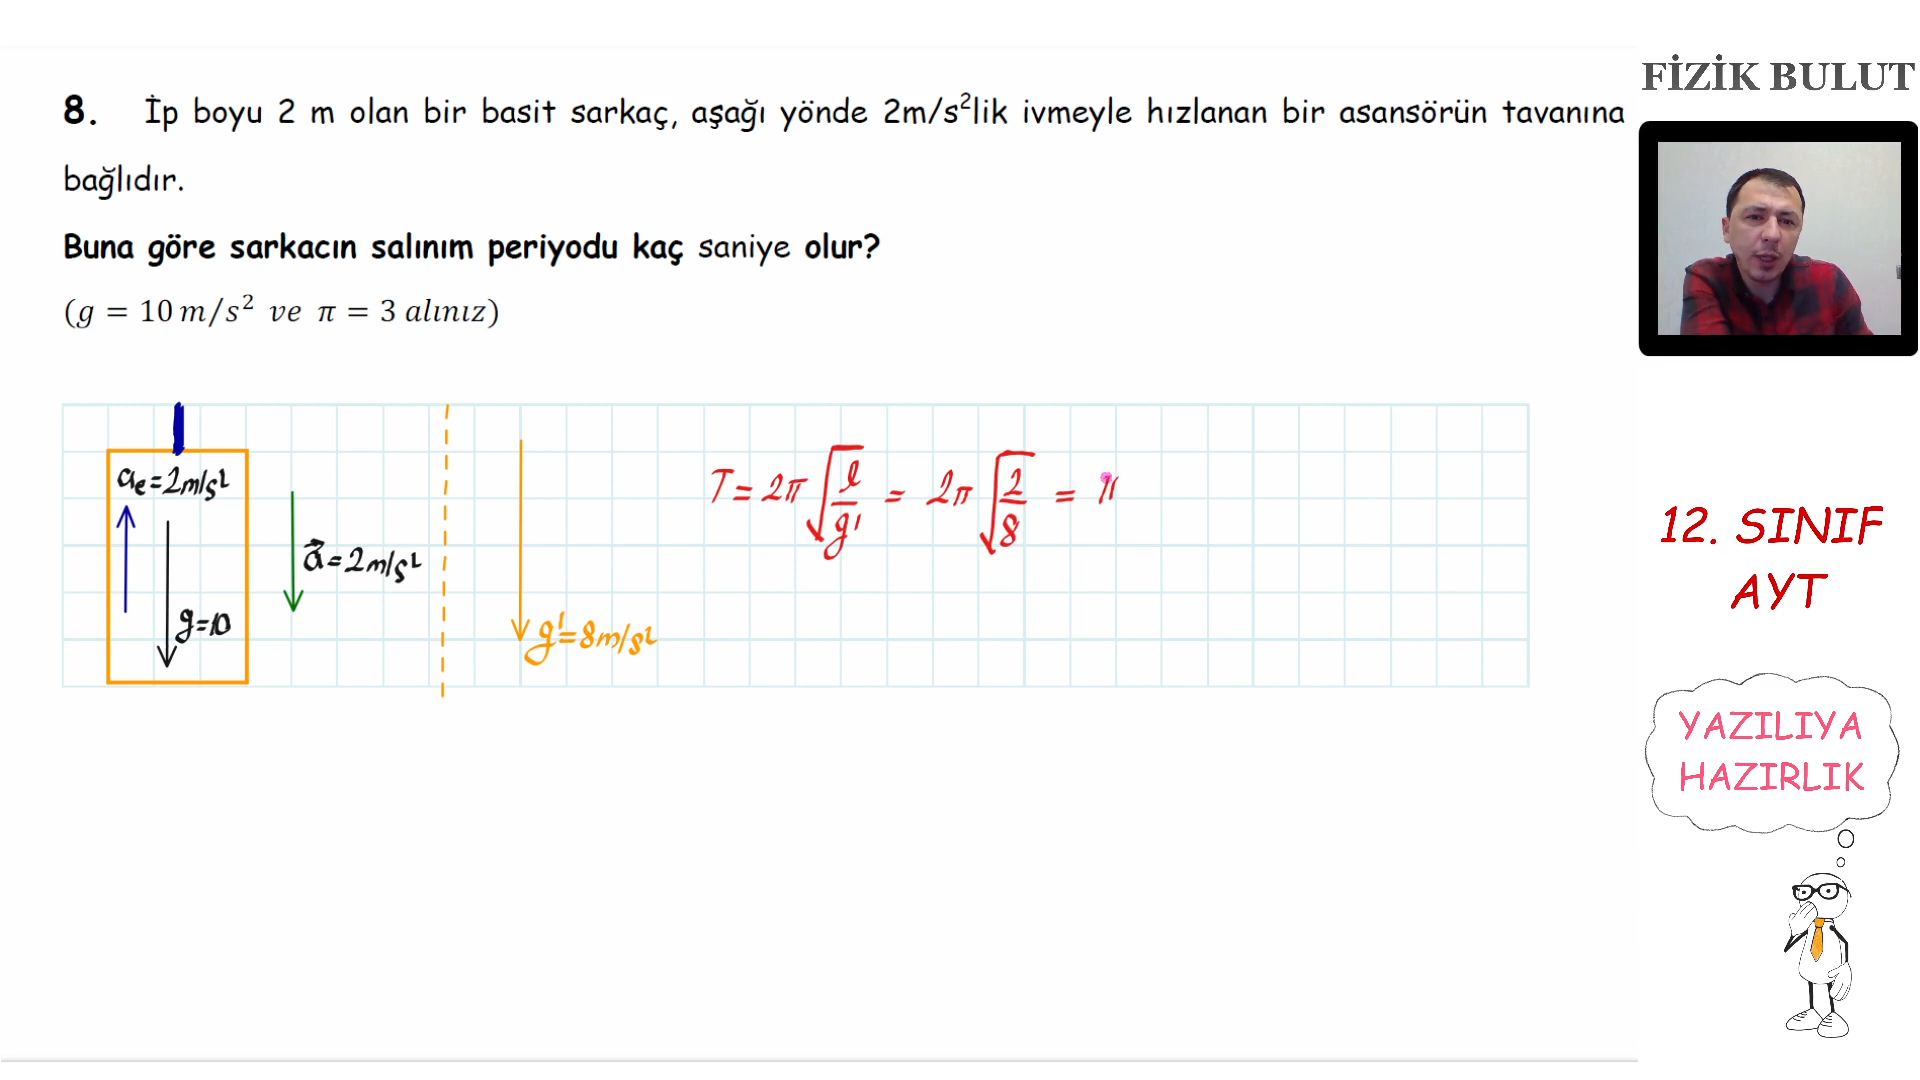 FİZİK BULUT
8. İp boyu 2 m olan bir basit sarkaç, aşağı yönde 2m/s²lik ivmeyle hızlanan bir asansörün tavanına
bağlıdır.
Buna göre sarkacın salınım periyodu kaç saniye olur?
(g = 10 m/s² ve π = 3 alınız)
aₑ=2m/s²
g=10
a⃗=2m/s²
g'=8m/s²
T=2π√(l/g') = 2π√(2/8) = π
12. SINIF
AYT
YAZILIYA
HAZIRLIK